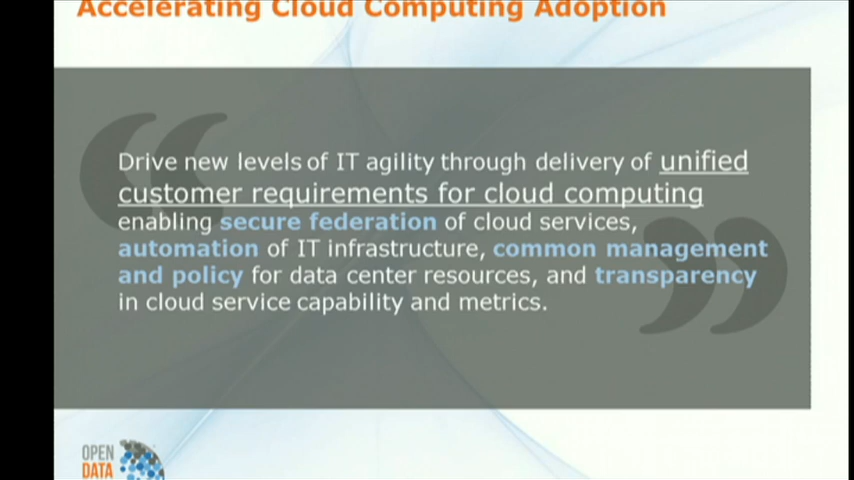 Accelerating Cloud Computing Adoption
Drive new levels of IT agility through delivery of unified
customer requirements for cloud computing
enabling secure federation of cloud services,
automation of IT infrastructure, common management
and policy for data center resources, and transparency
in cloud service capability and metrics.
OPEN
DATA